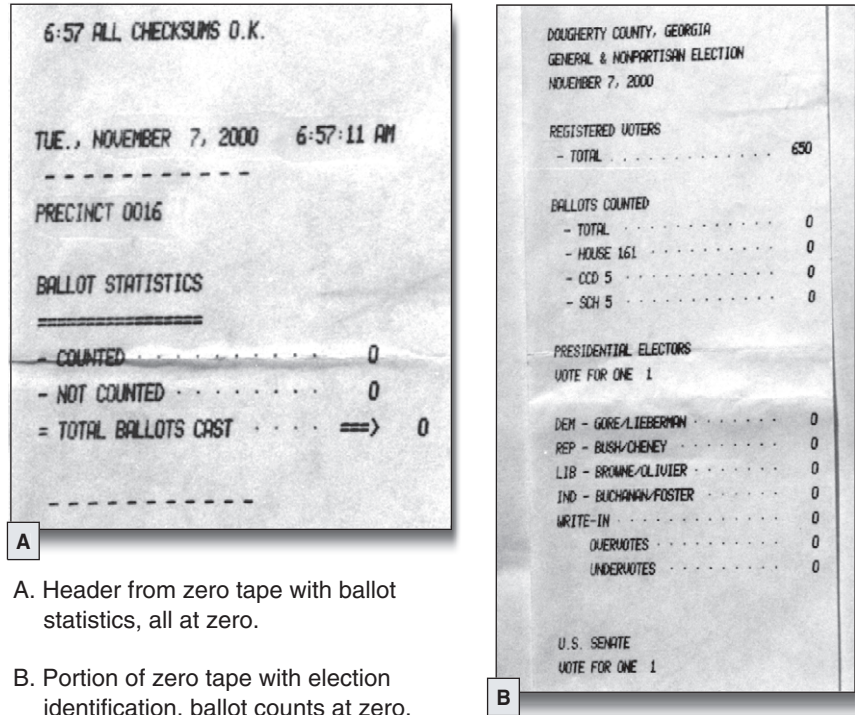 6:57 ALL CHECKSUMS O.K.
TUE., NOVEMBER 7, 2000 6:57:11 AM
- - - - - - - - - - - -
PRECINCT 0016
BALLOT STATISTICS
=================
- COUNTED . . . . . . . . . . 0
- NOT COUNTED . . . . . . . . 0
= TOTAL BALLOTS CAST . . . . ===> 0
- - - - - - - - - - - -
A
A. Header from zero tape with ballot
statistics, all at zero.
B. Portion of zero tape with election
identification, ballot counts at zero.
DOUGHERTY COUNTY, GEORGIA
GENERAL & NONPARTISAN ELECTION
NOVEMBER 7, 2000
REGISTERED VOTERS
- TOTAL . . . . . . . . . . . . . 650
BALLOTS COUNTED
- TOTAL . . . . . . . . . . . . 0
- HOUSE 161 . . . . . . . . . . 0
- CCD 5 . . . . . . . . . . . . 0
- SCH 5 . . . . . . . . . . . . 0
PRESIDENTIAL ELECTORS
VOTE FOR ONE 1
DEM - GORE/LIEBERMAN . . . . . . . 0
REP - BUSH/CHENEY . . . . . . . . 0
LIB - BROWNE/OLIVIER . . . . . . . 0
IND - BUCHANAN/FOSTER . . . . . . 0
WRITE-IN . . . . . . . . . . . . . 0
OVERVOTES . . . . . . . . . . 0
UNDERVOTES . . . . . . . . . 0
U.S. SENATE
VOTE FOR ONE 1
B